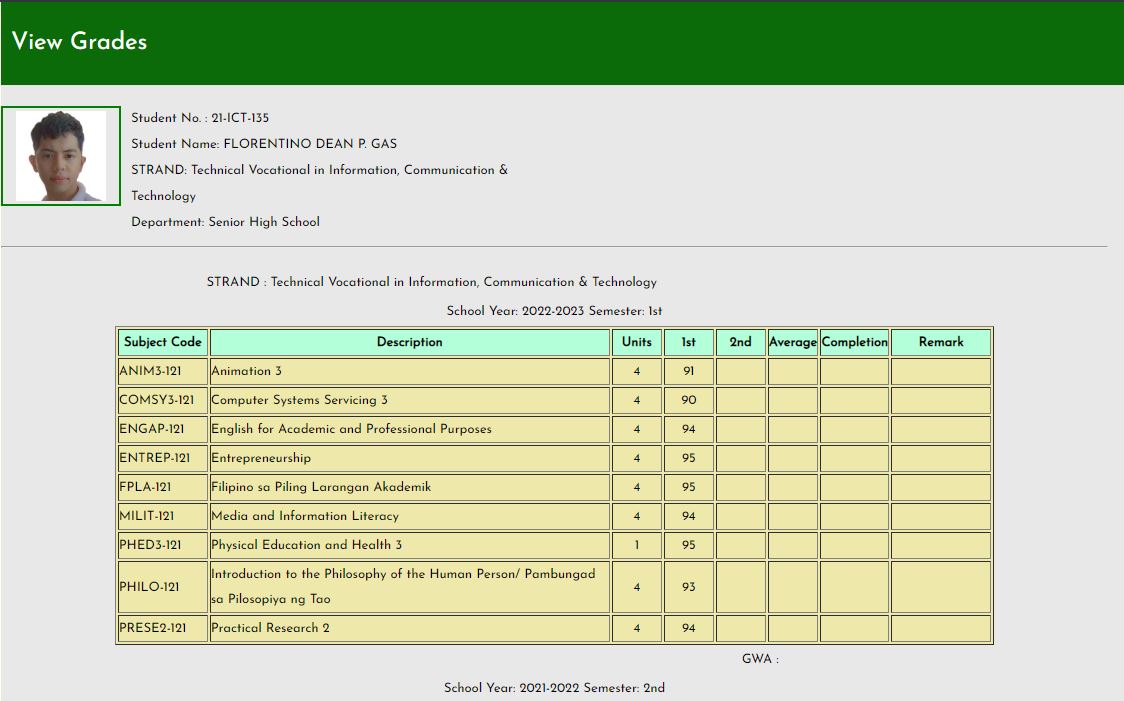 View Grades
Student No. : 21-ICT-135
Student Name: FLORENTINO DEAN P. GAS
STRAND: Technical Vocational in Information, Communication &
Technology
Department: Senior High School
STRAND : Technical Vocational in Information, Communication & Technology
School Year: 2022-2023 Semester: 1st
Subject Code Description Units 1st 2nd Average Completion Remark
ANIM3-121 Animation 3 4 91
COMSY3-121 Computer Systems Servicing 3 4 90
ENGAP-121 English for Academic and Professional Purposes 4 94
ENTREP-121 Entrepreneurship 4 95
FPLA-121 Filipino sa Piling Larangan Akademik 4 95
MILIT-121 Media and Information Literacy 4 94
PHED3-121 Physical Education and Health 3 1 95
PHILO-121 Introduction to the Philosophy of the Human Person/ Pambungad
sa Pilosopiya ng Tao 4 93
PRESE2-121 Practical Research 2 4 94
GWA :
School Year: 2021-2022 Semester: 2nd